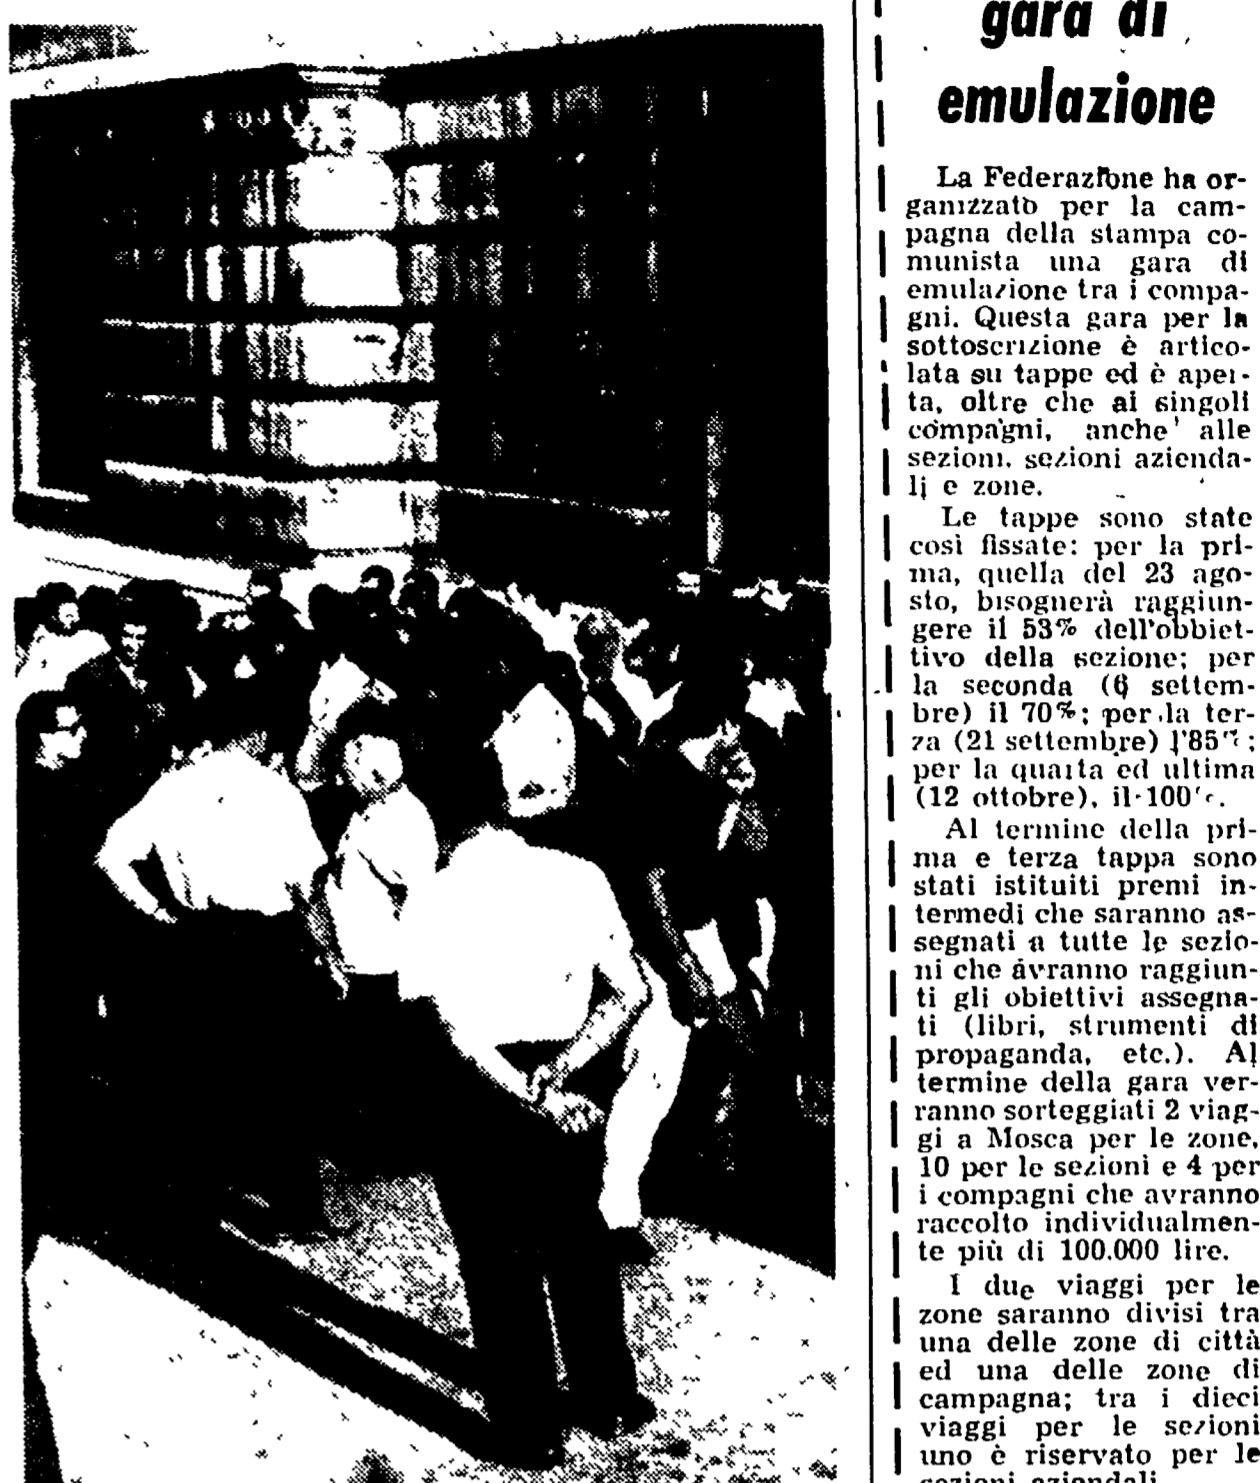 gara di
emulazione
La Federazione ha or-
ganizzato per la cam-
pagna della stampa co-
munista una gara di
emulazione tra i compa-
gni. Questa gara per la
sottoscrizione è artico-
lata su tappe ed è aper-
ta, oltre che ai singoli
compagni, anche alle
sezioni, sezioni azienda-
li e zone.
Le tappe sono state
così fissate: per la pri-
ma, quella del 23 ago-
sto, bisognerà raggiun-
gere il 53% dell'obbiet-
tivo della sezione; per
la seconda (6 settem-
bre) il 70%; per la ter-
za (21 settembre) l'85%;
per la quarta ed ultima
(12 ottobre), il 100%.
Al termine della pri-
ma e terza tappa sono
stati istituiti premi in-
termedi che saranno as-
segnati a tutte le sezio-
ni che avranno raggiun-
ti gli obiettivi assegna-
ti (libri, strumenti di
propaganda, etc.). Al
termine della gara ver-
ranno sorteggiati 2 viag-
gi a Mosca per le zone,
10 per le sezioni e 4 per
i compagni che avranno
raccolto individualmen-
te più di 100.000 lire.
I due viaggi per le
zone saranno divisi tra
una delle zone di città
ed una delle zone di
campagna; tra i dieci
viaggi per le sezioni
uno è riservato per le
sezioni aziendali